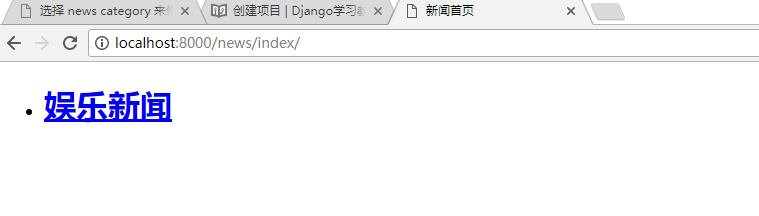 选择 news category 来
创建项目 | Django学习
新闻首页
localhost:8000/news/index/
娱乐新闻